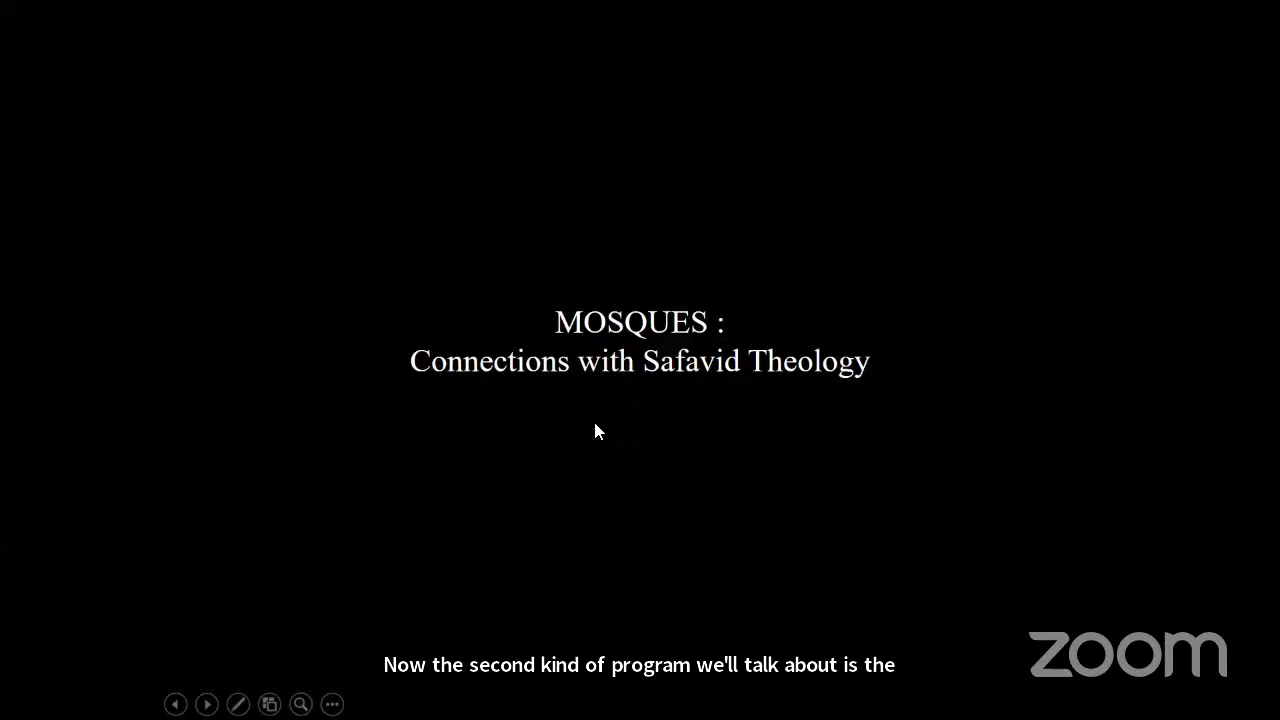 MOSQUES :
Connections with Safavid Theology
Now the second kind of program we'll talk about is the
zoom